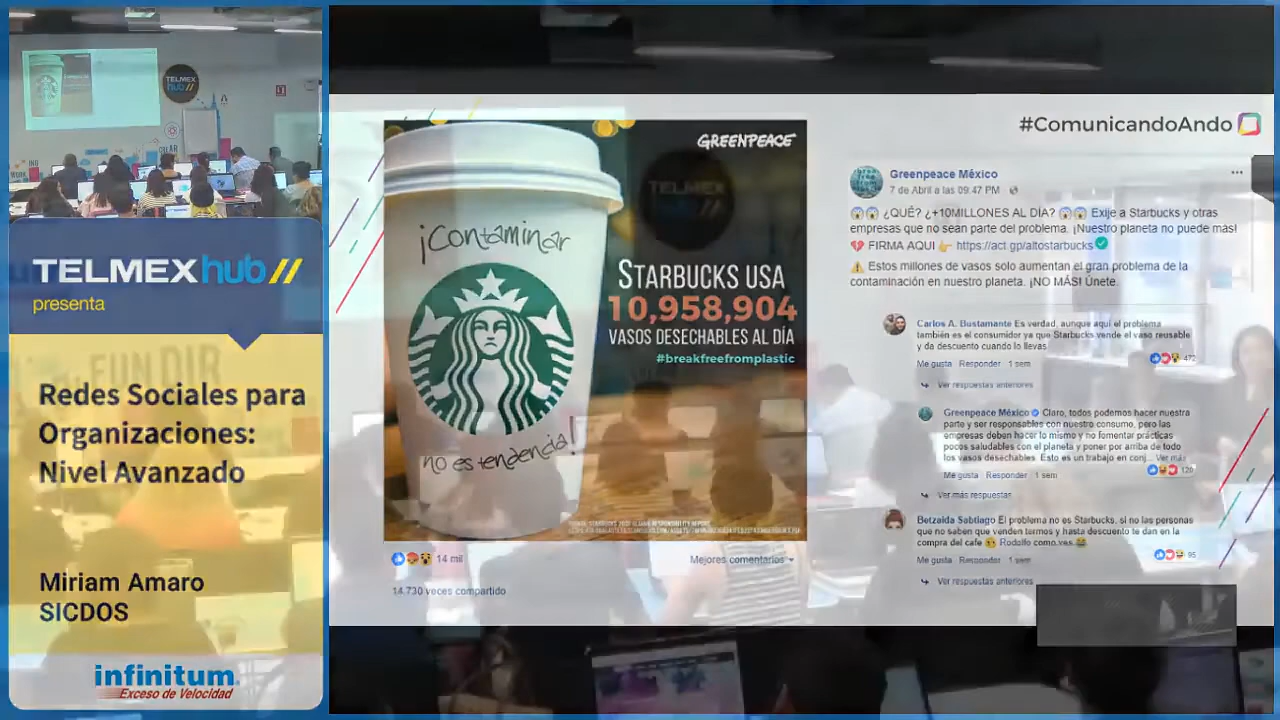 TELMEX
hub
TELMEXhub//
presenta
Redes Sociales para
Organizaciones:
Nivel Avanzado
Miriam Amaro
SICDOS
infinitum
Exceso de Velocidad
FUNDIR
#ComunicandoAndo
GREENPEACE
TELMEX
hub//
¡Contaminar
no es tendencia!
STARBUCKS USA
10,958,904
VASOS DESECHABLES AL DÍA
#breakfreefromplastic
14 mil
Mejores comentarios
14.730 veces compartido
Greenpeace México
7 de Abril a las 09:47 PM
¿QUÉ? ¿+10MILLONES AL DÍA? Exije a Starbucks y otras
empresas que no sean parte del problema. ¡Nuestro planeta no puede más!
FIRMA AQUI https://act.gp/altostarbucks
Estos millones de vasos solo aumentan el gran problema de la
contaminación en nuestro planeta. ¡NO MÁS! Únete.
Carlos A. Bustamante Es verdad, aunque aqui el problema
también es el consumidor ya que Starbucks vende el vaso reusable
y da descuento cuando lo llevas
Me gusta Responder 1 sem
472
Ver respuestas anteriores
Greenpeace México Claro, todos podemos hacer nuestra
parte y ser responsables con nuestro consumo, pero las
empresas deben hacer lo mismo y no fomentar prácticas
pocos saludables con el planeta y poner por arriba de todo
los vasos desechables. Esto es un trabajo en conj... Ver más
Me gusta Responder 1 sem
120
Ver más respuestas
Betzaida Sabtiago El problema no es Starbucks, si no las personas
que no saben que venden termos y hasta descuento te dan en la
compra del cafe Rodolfo como ves
Me gusta Responder 1 sem
95
Ver respuestas anteriores